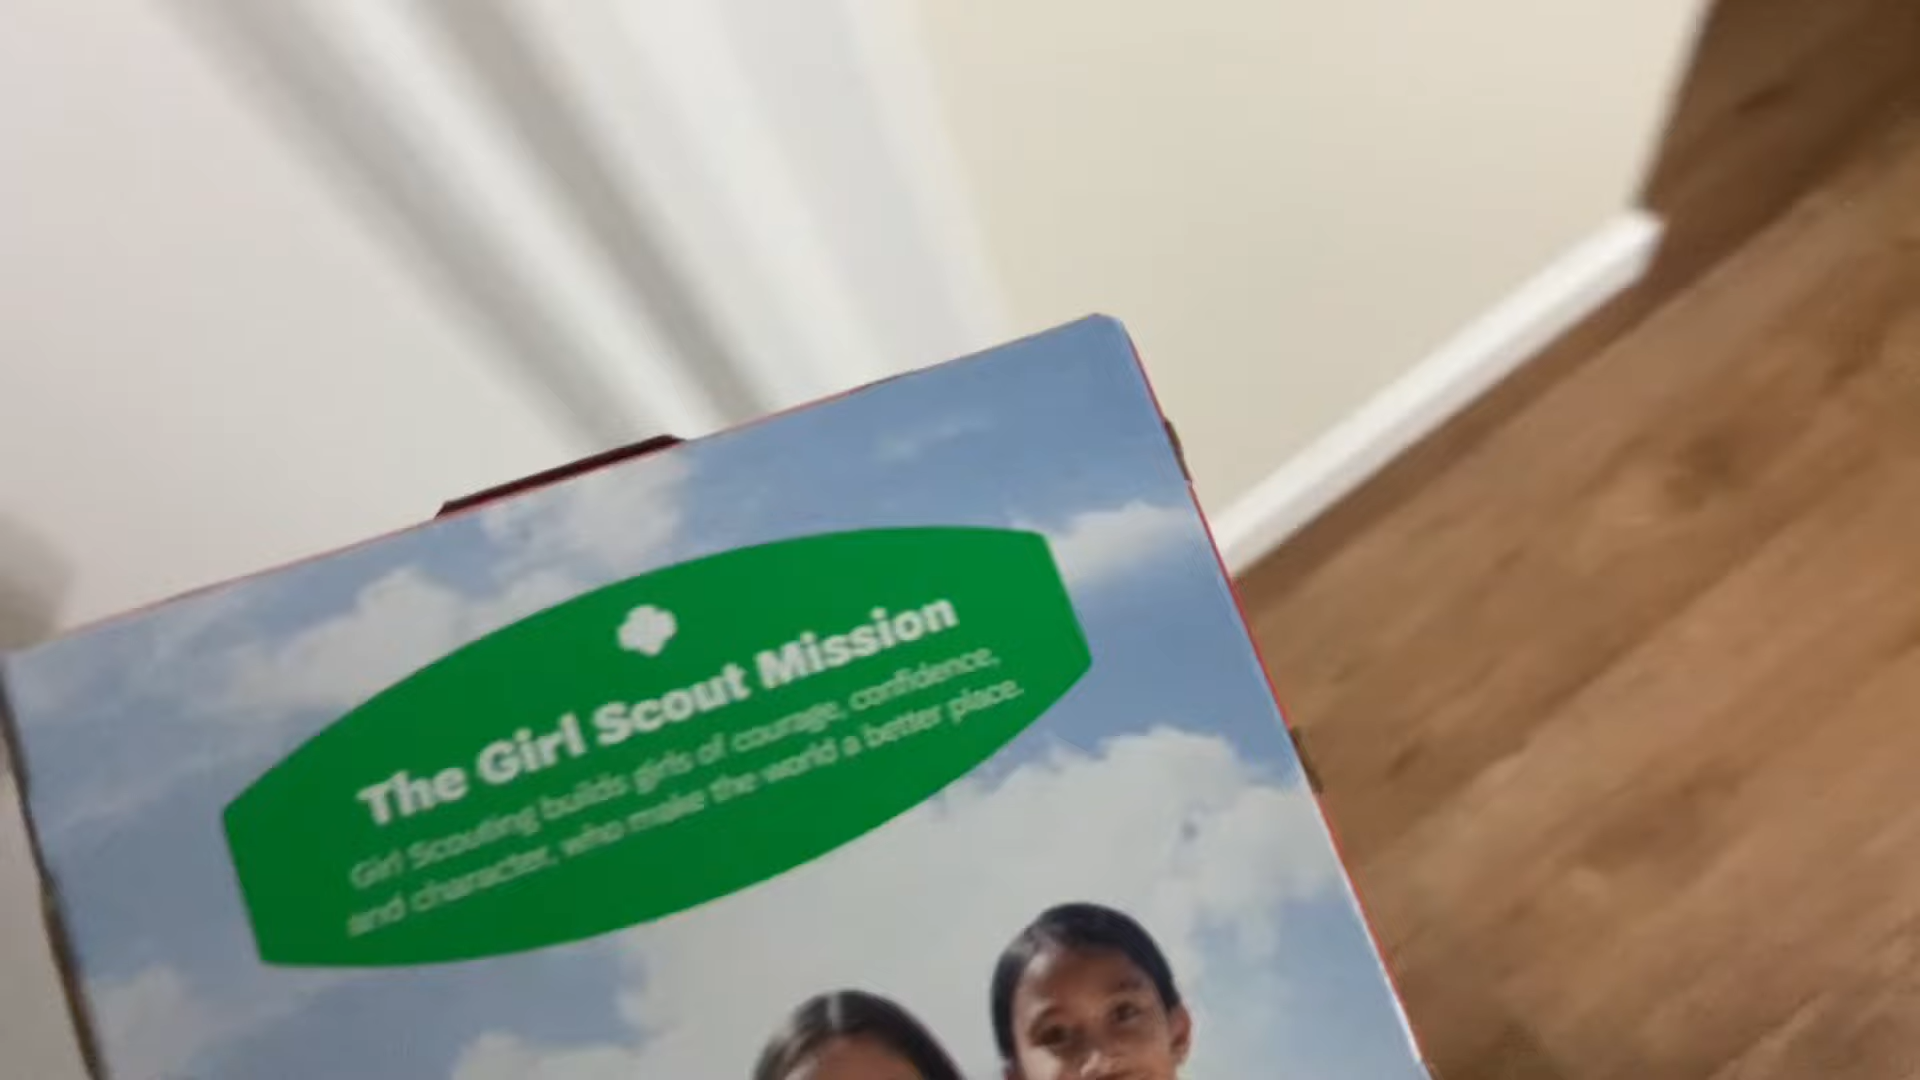 The Girl Scout Mission
Girl Scouting builds girls of courage, confidence,
and character, who make the world a better place.